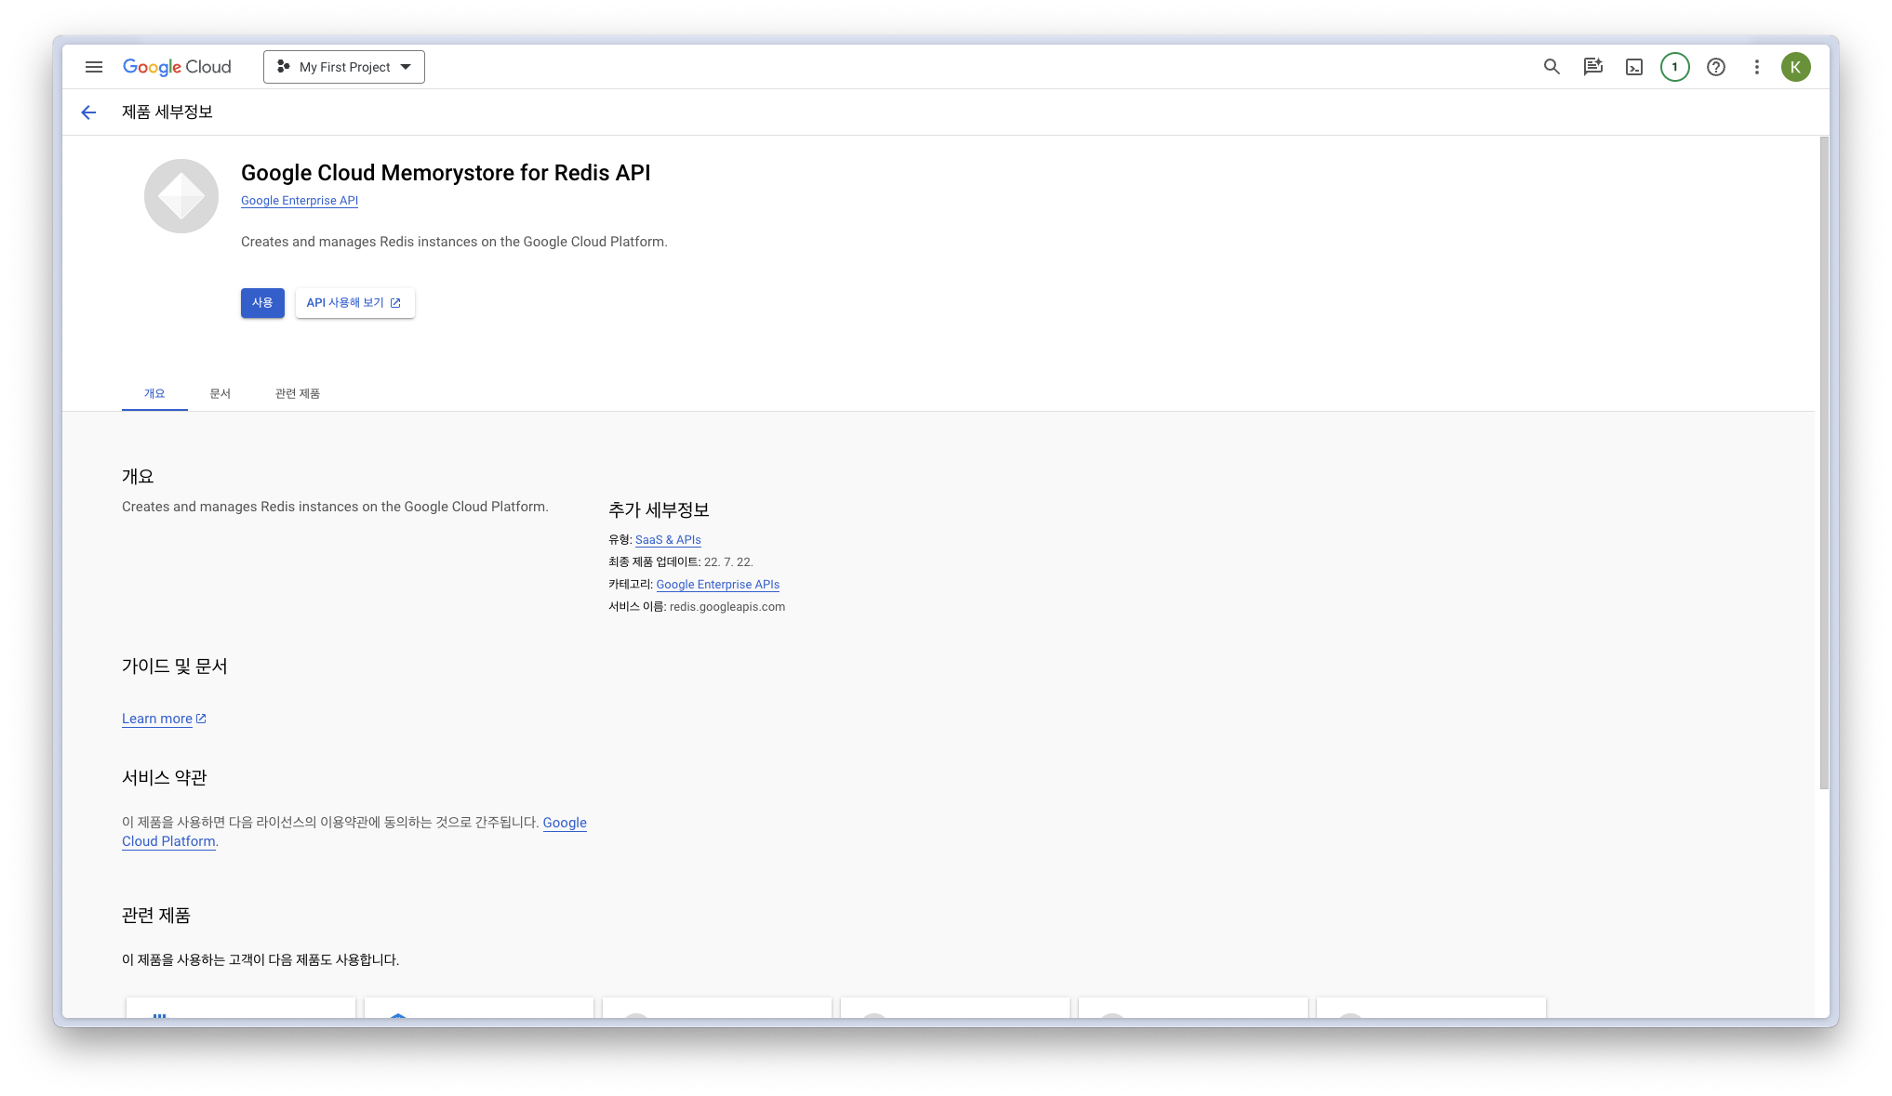 Google Cloud
My First Project
1
K
제품 세부정보
Google Cloud Memorystore for Redis API
Google Enterprise API
Creates and manages Redis instances on the Google Cloud Platform.
사용
API 사용해 보기
개요
문서
관련 제품
개요
Creates and manages Redis instances on the Google Cloud Platform.
추가 세부정보
유형: SaaS & APIs
최종 제품 업데이트: 22. 7. 22.
카테고리: Google Enterprise APIs
서비스 이름: redis.googleapis.com
가이드 및 문서
Learn more
서비스 약관
이 제품을 사용하면 다음 라이선스의 이용약관에 동의하는 것으로 간주됩니다. Google
Cloud Platform.
관련 제품
이 제품을 사용하는 고객이 다음 제품도 사용합니다.